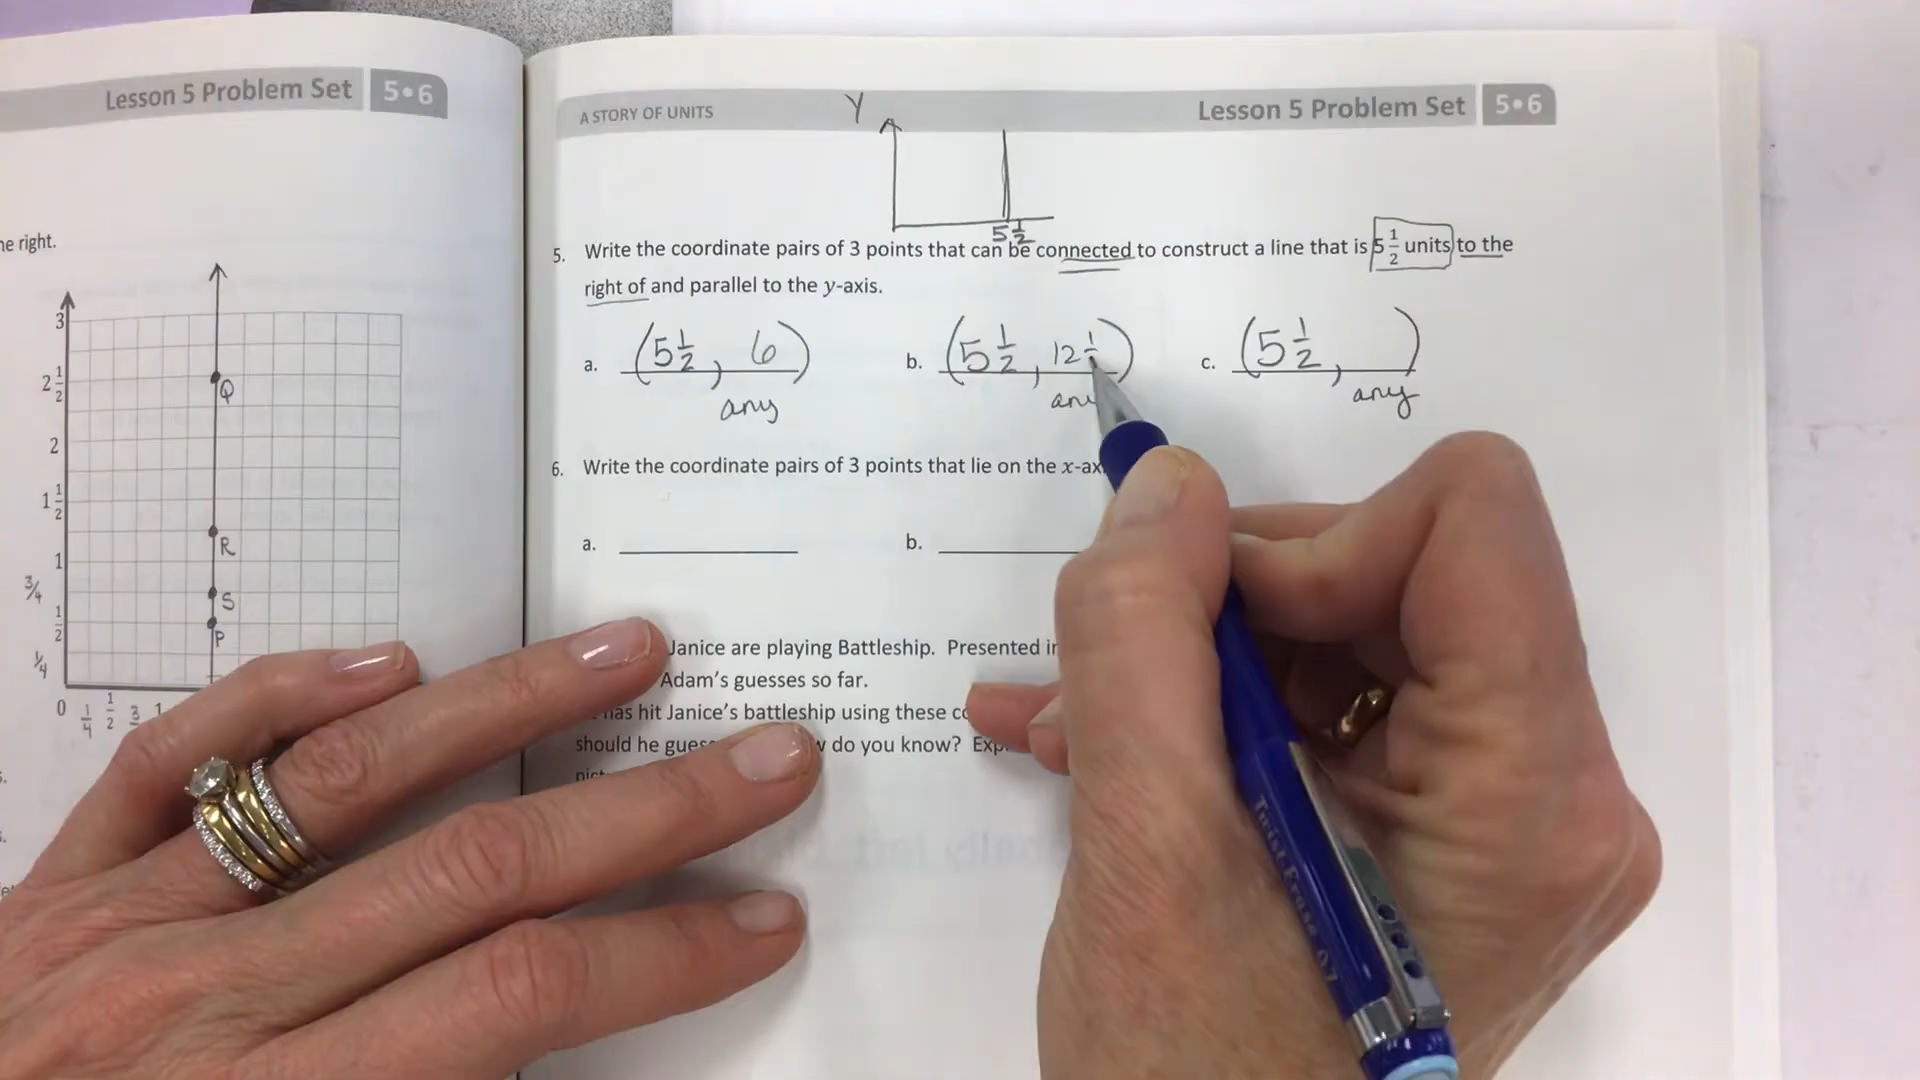 Lesson 5 Problem Set 5•6
he right.
3
2 1/2
Q
2
1 1/2
R
1
3/4
S
1/2
P
1/4
0 1/4 1/2 3 1
A STORY OF UNITS
Lesson 5 Problem Set 5•6
Y
5 1/2
5. Write the coordinate pairs of 3 points that can be connected to construct a line that is 5 1/2 units to the
right of and parallel to the y-axis.
a. (5 1/2, 6) b. (5 1/2, 12 1 c. (5 1/2, )
any any
6. Write the coordinate pairs of 3 points that lie on the
a. b.
Janice are playing Battleship. Presented
Adam's guesses so far.
has hit Janice's battleship using these
should he do you know?
Twist-Erase 0.7